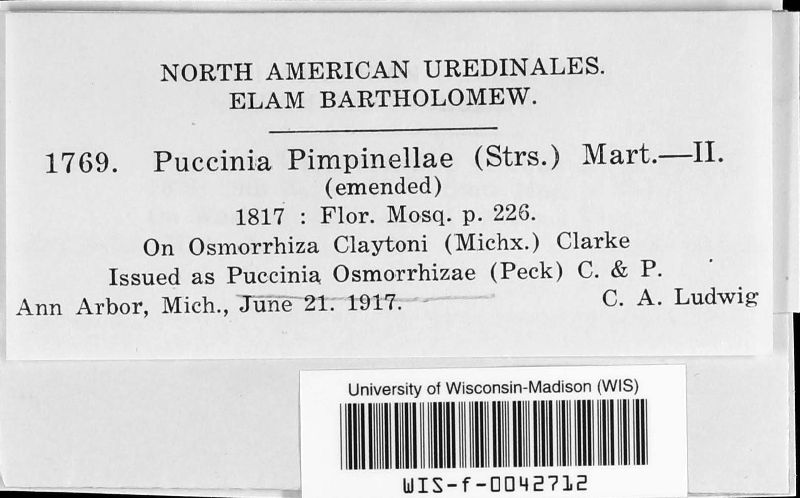 NORTH AMERICAN UREDINALES.
ELAM BARTHOLOMEW.
1769. Puccinia Pimpinellae (Strs.) Mart.—II.
(emended)
1817 : Flor. Mosq. p. 226.
On Osmorrhiza Claytoni (Michx.) Clarke
Issued as Puccinia Osmorrhizae (Peck) C. & P.
Ann Arbor, Mich., June 21. 1917. C. A. Ludwig
University of Wisconsin-Madison (WIS)
WIS-f-0042712